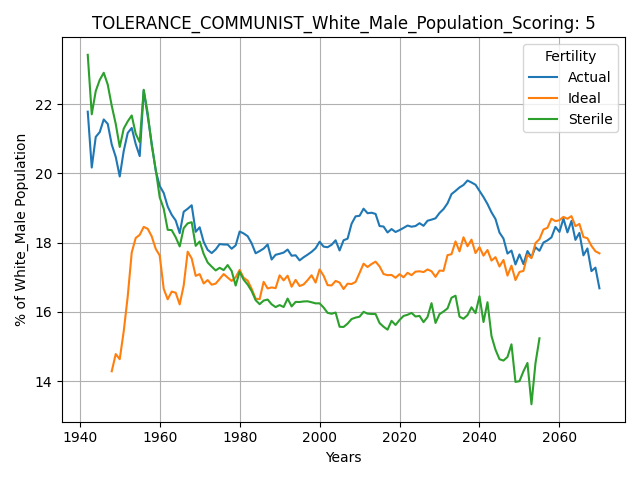 TOLERANCE_COMMUNIST_White_Male_Population_Scoring: 5
Fertility
Actual
Ideal
Sterile
% of White_Male Population
22
20
18
16
14
1940 1960 1980 2000 2020 2040 2060
Years